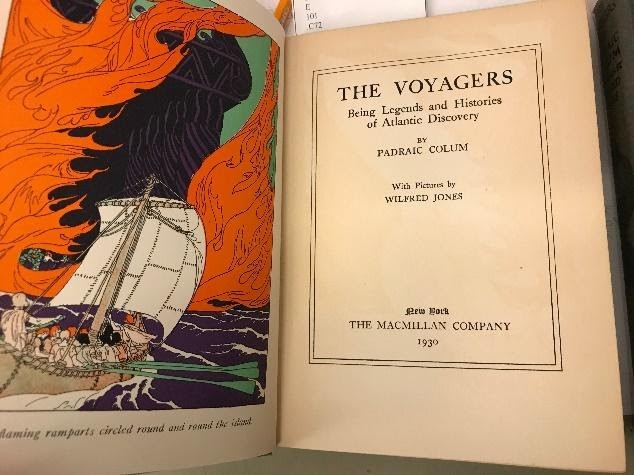 E
101
C72
flaming ramparts circled round and round the island.
THE VOYAGERS
Being Legends and Histories
of Atlantic Discovery
BY
PADRAIC COLUM
With Pictures by
WILFRED JONES
New York
THE MACMILLAN COMPANY
1930